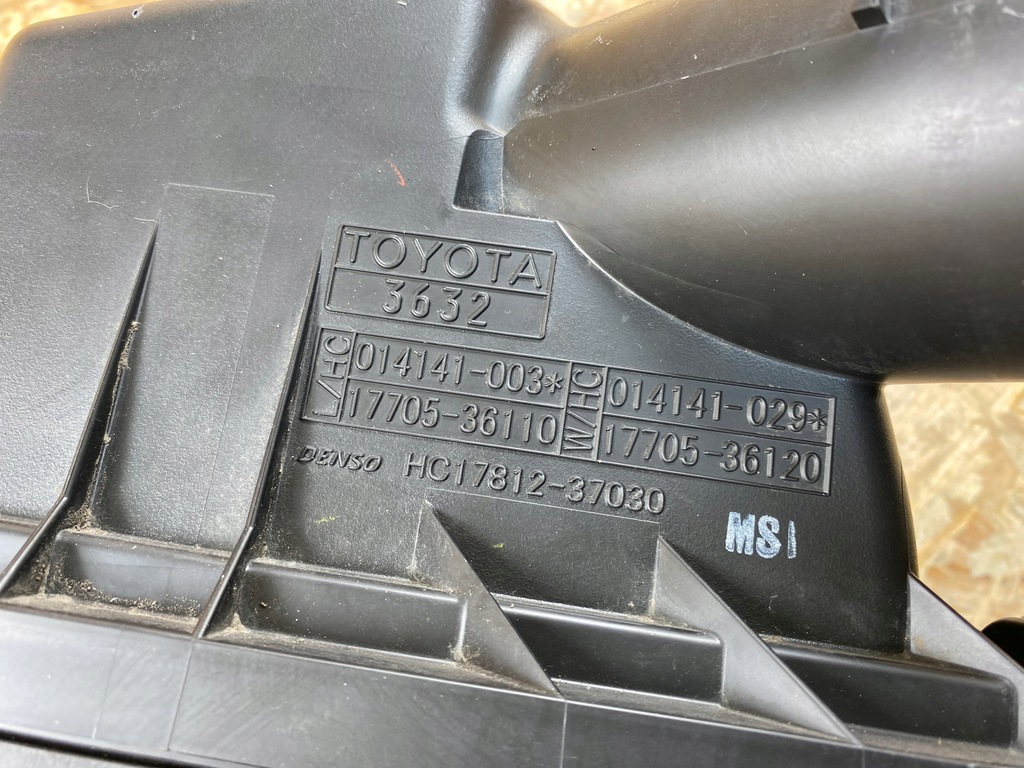 TOYOTA
3632
L/HC 014141-003* W/HC 014141-029*
17705-36110 17705-36120
DENSO HC17812-37030
MS1